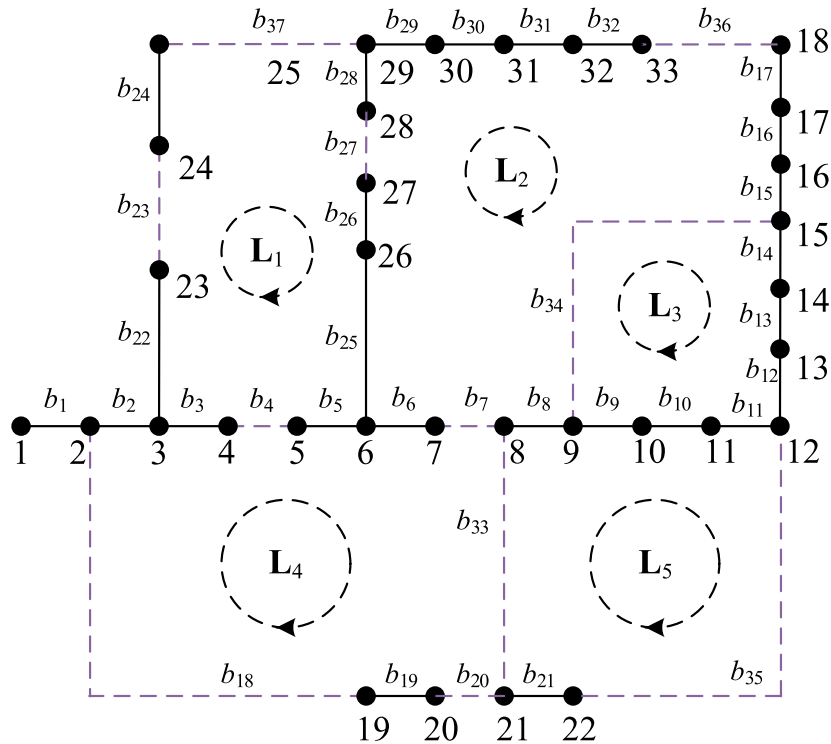 b37 b29 b30 b31 b32 b36
25 29 30 31 32 33 18
b24 b28 b17
28 17
24 b27 L2 b16
27 16
b23 b26 b15
L1 26 15
23 b34 L3 b14
14
b22 b25 b13
13
b12
b1 b2 b3 b4 b5 b6 b7 b8 b9 b10 b11
1 2 3 4 5 6 7 8 9 10 11 12
b33
L4 L5
b18 b19 b20 b21 b35
19 20 21 22